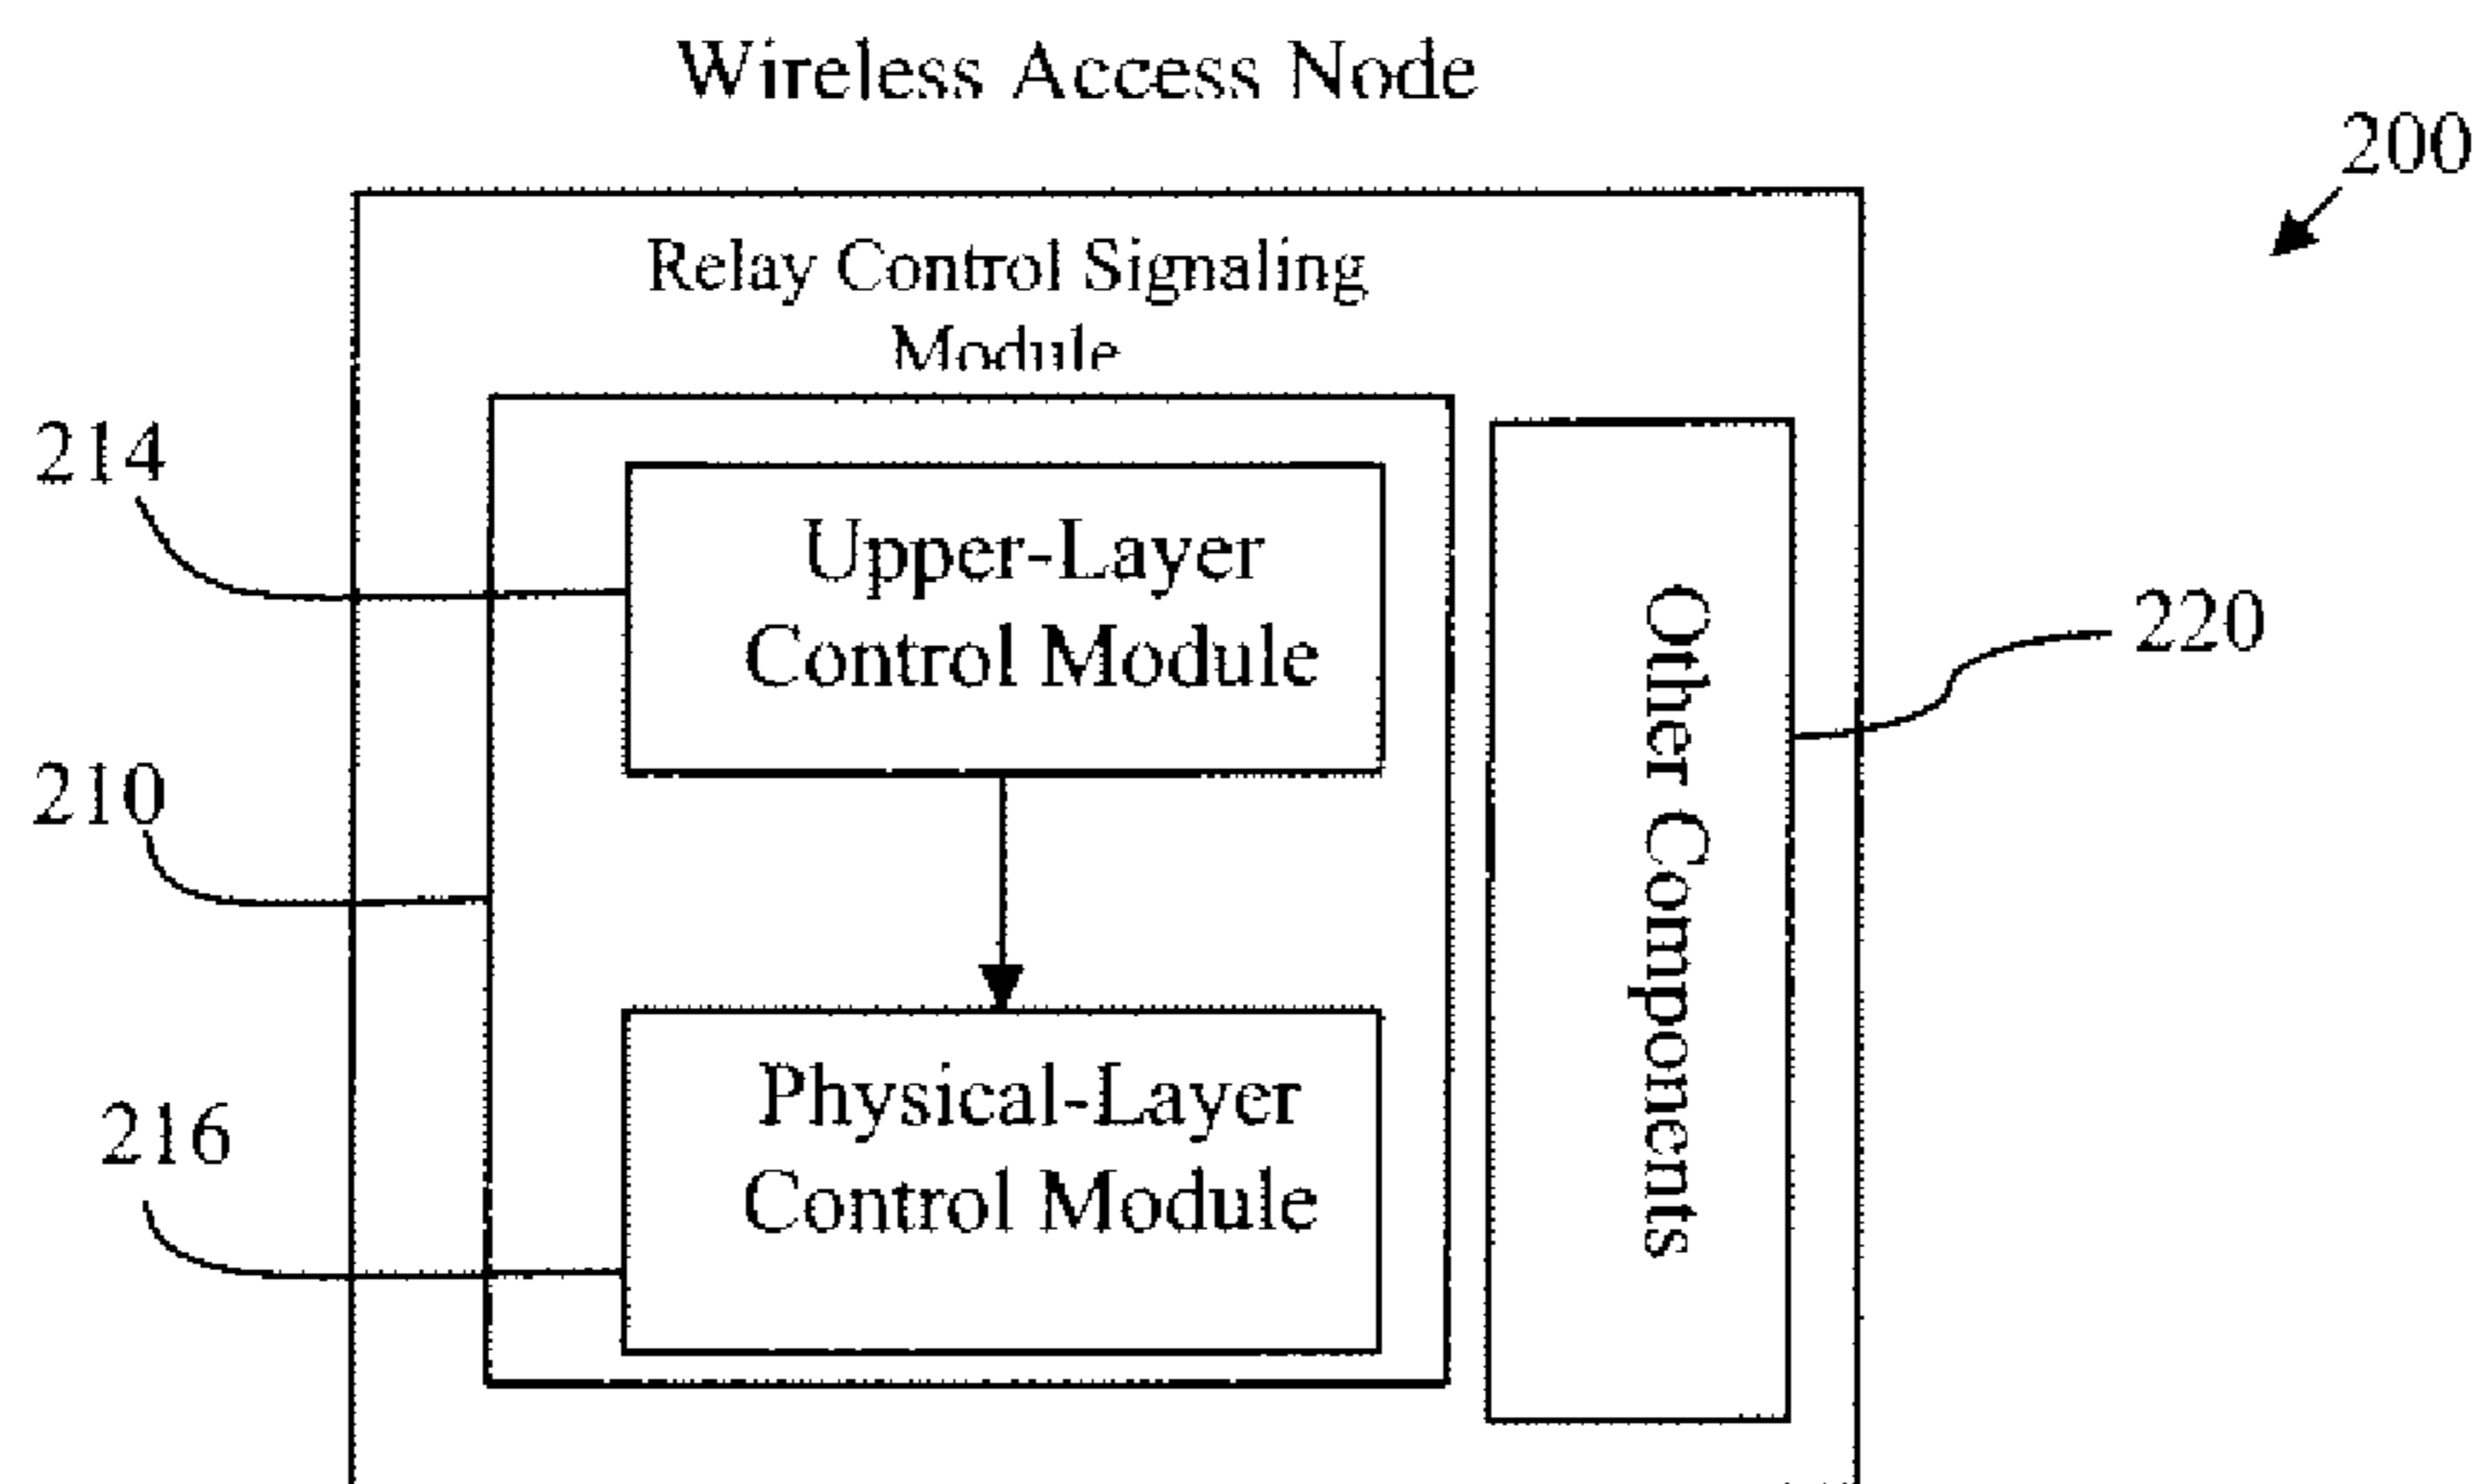 Wireless Access Node
200
Relay Control Signaling
Module
214
Upper-Layer
Control Module
220
Other Components
210
216
Physical-Layer
Control Module